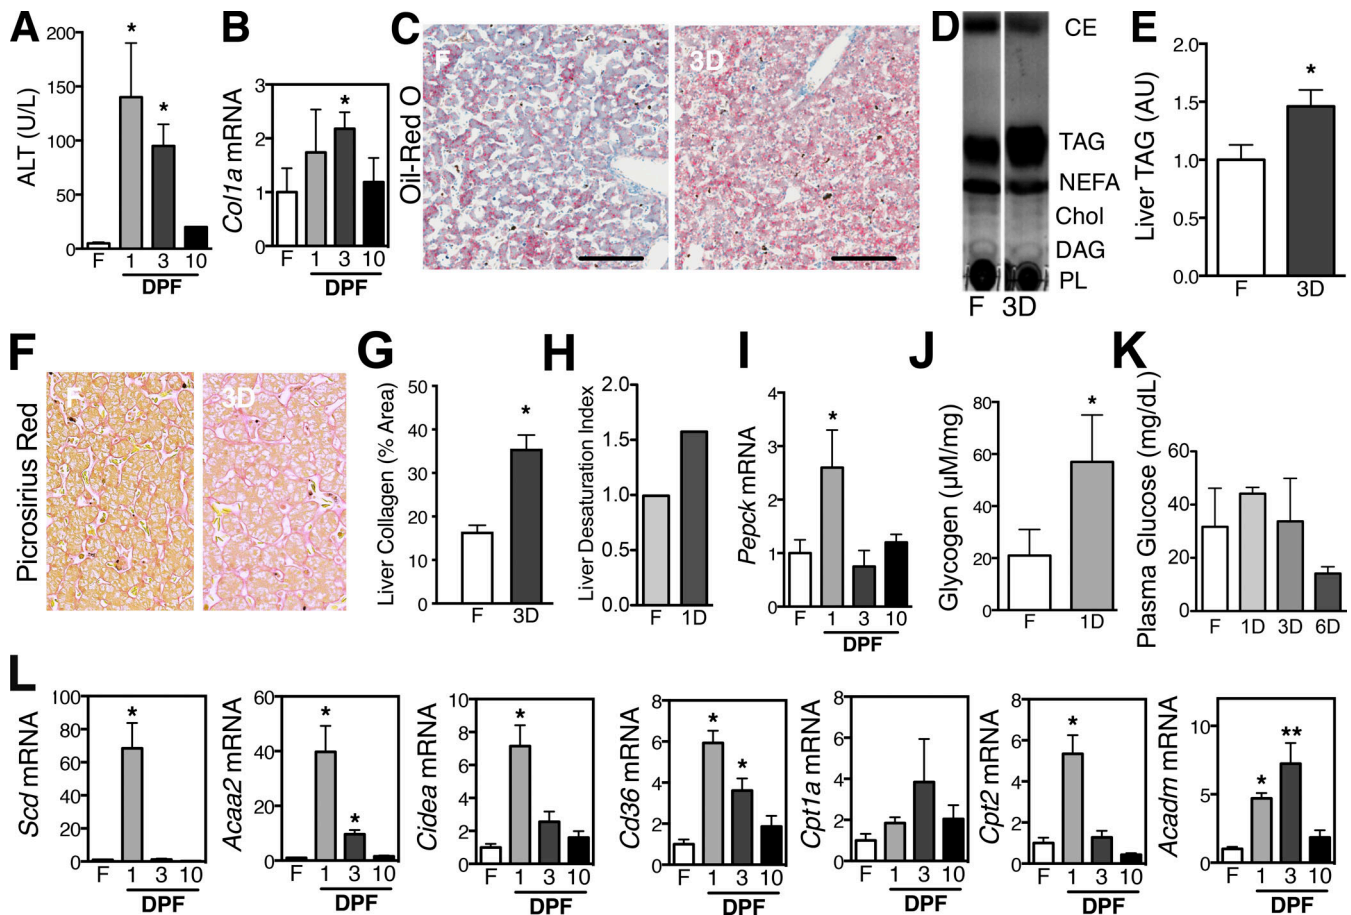 A
ALT (U/L)
200
150
100
50
0
*
*
F 1 3 10
DPF
B
Col1a mRNA
3
2
1
0
*
F 1 3 10
DPF
C
Oil-Red O
F
3D
D
CE
TAG
NEFA
Chol
DAG
PL
F 3D
E
Liver TAG (AU)
2.0
1.5
1.0
0.5
0.0
*
F 3D
F
Picrosirius Red
F
3D
G
Liver Collagen (% Area)
50
40
30
20
10
0
*
F 3D
H
Liver Desaturation Index
2.0
1.5
1.0
0.5
0.0
F 1D
I
Pepck mRNA
4
3
2
1
0
*
F 1 3 10
DPF
J
Glycogen (µM/mg)
80
60
40
20
0
*
F 1D
K
Plasma Glucose (mg/dL)
60
40
20
0
F 1D 3D 6D
L
Scd mRNA
100
80
60
40
20
0
*
F 1 3 10
DPF
Acaa2 mRNA
60
40
20
0
*
*
F 1 3 10
DPF
Cidea mRNA
10
8
6
4
2
0
*
F 1 3 10
DPF
Cd36 mRNA
8
6
4
2
0
*
*
F 1 3 10
DPF
Cpt1a mRNA
8
6
4
2
0
F 1 3 10
DPF
Cpt2 mRNA
8
6
4
2
0
*
F 1 3 10
DPF
Acadm mRNA
10
5
0
*
**
F 1 3 10
DPF